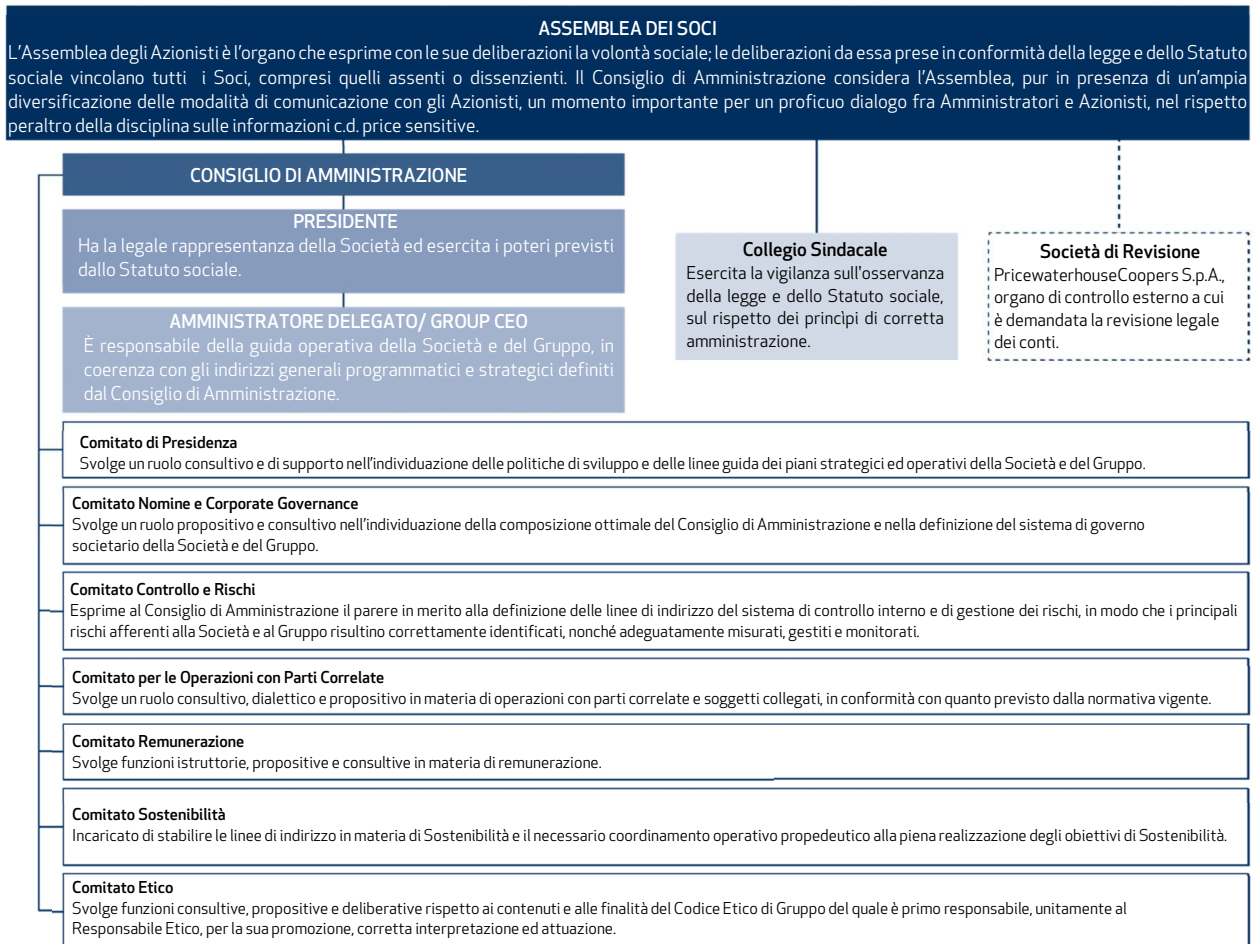 ASSEMBLEA DEI SOCI
L'Assemblea degli Azionisti è l'organo che esprime con le sue deliberazioni la volontà sociale; le deliberazioni da essa prese in conformità della legge e dello Statuto
sociale vincolano tutti i Soci, compresi quelli assenti o dissenzienti. Il Consiglio di Amministrazione considera l'Assemblea, pur in presenza di un'ampia
diversificazione delle modalità di comunicazione con gli Azionisti, un momento importante per un proficuo dialogo fra Amministratori e Azionisti, nel rispetto
peraltro della disciplina sulle informazioni c.d. price sensitive.
CONSIGLIO DI AMMINISTRAZIONE
PRESIDENTE
Ha la legale rappresentanza della Società ed esercita i poteri previsti
dallo Statuto sociale.
AMMINISTRATORE DELEGATO/ GROUP CEO
È responsabile della guida operativa della Società e del Gruppo, in
coerenza con gli indirizzi generali programmatici e strategici definiti
dal Consiglio di Amministrazione.
Collegio Sindacale
Esercita la vigilanza sull'osservanza
della legge e dello Statuto sociale,
sul rispetto dei princìpi di corretta
amministrazione.
Società di Revisione
PricewaterhouseCoopers S.p.A.,
organo di controllo esterno a cui
è demandata la revisione legale
dei conti.
Comitato di Presidenza
Svolge un ruolo consultivo e di supporto nell'individuazione delle politiche di sviluppo e delle linee guida dei piani strategici ed operativi della Società e del Gruppo.
Comitato Nomine e Corporate Governance
Svolge un ruolo propositivo e consultivo nell'individuazione della composizione ottimale del Consiglio di Amministrazione e nella definizione del sistema di governo
societario della Società e del Gruppo.
Comitato Controllo e Rischi
Esprime al Consiglio di Amministrazione il parere in merito alla definizione delle linee di indirizzo del sistema di controllo interno e di gestione dei rischi, in modo che i principali
rischi afferenti alla Società e al Gruppo risultino correttamente identificati, nonché adeguatamente misurati, gestiti e monitorati.
Comitato per le Operazioni con Parti Correlate
Svolge un ruolo consultivo, dialettico e propositivo in materia di operazioni con parti correlate e soggetti collegati, in conformità con quanto previsto dalla normativa vigente.
Comitato Remunerazione
Svolge funzioni istruttorie, propositive e consultive in materia di remunerazione.
Comitato Sostenibilità
Incaricato di stabilire le linee di indirizzo in materia di Sostenibilità e il necessario coordinamento operativo propedeutico alla piena realizzazione degli obiettivi di Sostenibilità.
Comitato Etico
Svolge funzioni consultive, propositive e deliberative rispetto ai contenuti e alle finalità del Codice Etico di Gruppo del quale è primo responsabile, unitamente al
Responsabile Etico, per la sua promozione, corretta interpretazione ed attuazione.